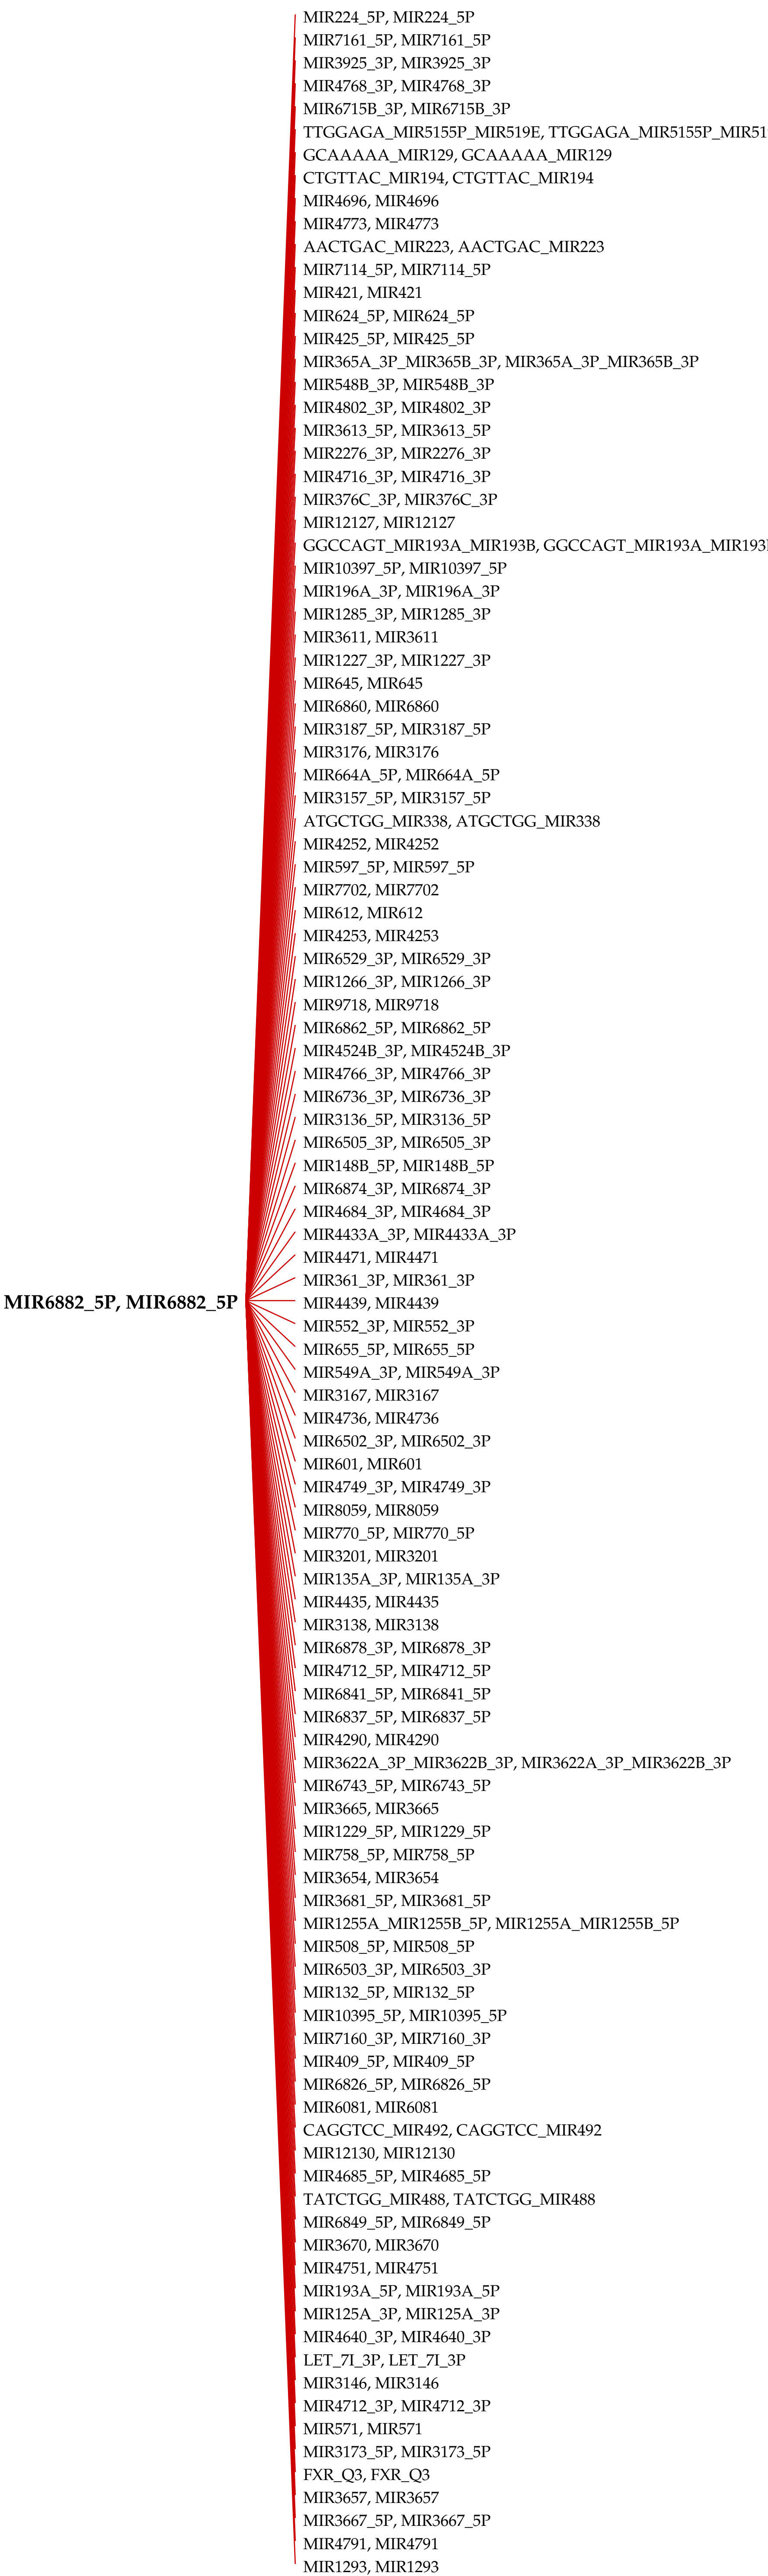 MIR224_5P, MIR224_5P
MIR7161_5P, MIR7161_5P
MIR3925_3P, MIR3925_3P
MIR4768_3P, MIR4768_3P
MIR6715B_3P, MIR6715B_3P
TTGGAGA_MIR5155P_MIR519E, TTGGAGA_MIR5155P_MIR51
GCAAAAA_MIR129, GCAAAAA_MIR129
CTGTTAC_MIR194, CTGTTAC_MIR194
MIR4696, MIR4696
MIR4773, MIR4773
AACTGAC_MIR223, AACTGAC_MIR223
MIR7114_5P, MIR7114_5P
MIR421, MIR421
MIR624_5P, MIR624_5P
MIR425_5P, MIR425_5P
MIR365A_3P_MIR365B_3P, MIR365A_3P_MIR365B_3P
MIR548B_3P, MIR548B_3P
MIR4802_3P, MIR4802_3P
MIR3613_5P, MIR3613_5P
MIR2276_3P, MIR2276_3P
MIR4716_3P, MIR4716_3P
MIR376C_3P, MIR376C_3P
MIR12127, MIR12127
GGCCAGT_MIR193A_MIR193B, GGCCAGT_MIR193A_MIR193
MIR10397_5P, MIR10397_5P
MIR196A_3P, MIR196A_3P
MIR1285_3P, MIR1285_3P
MIR3611, MIR3611
MIR1227_3P, MIR1227_3P
MIR645, MIR645
MIR6860, MIR6860
MIR3187_5P, MIR3187_5P
MIR3176, MIR3176
MIR664A_5P, MIR664A_5P
MIR3157_5P, MIR3157_5P
ATGCTGG_MIR338, ATGCTGG_MIR338
MIR4252, MIR4252
MIR597_5P, MIR597_5P
MIR7702, MIR7702
MIR612, MIR612
MIR4253, MIR4253
MIR6529_3P, MIR6529_3P
MIR1266_3P, MIR1266_3P
MIR9718, MIR9718
MIR6862_5P, MIR6862_5P
MIR4524B_3P, MIR4524B_3P
MIR4766_3P, MIR4766_3P
MIR6736_3P, MIR6736_3P
MIR3136_5P, MIR3136_5P
MIR6505_3P, MIR6505_3P
MIR148B_5P, MIR148B_5P
MIR6874_3P, MIR6874_3P
MIR4684_3P, MIR4684_3P
MIR4433A_3P, MIR4433A_3P
MIR4471, MIR4471
MIR361_3P, MIR361_3P
MIR6882_5P, MIR6882_5P
MIR4439, MIR4439
MIR552_3P, MIR552_3P
MIR655_5P, MIR655_5P
MIR549A_3P, MIR549A_3P
MIR3167, MIR3167
MIR4736, MIR4736
MIR6502_3P, MIR6502_3P
MIR601, MIR601
MIR4749_3P, MIR4749_3P
MIR8059, MIR8059
MIR770_5P, MIR770_5P
MIR3201, MIR3201
MIR135A_3P, MIR135A_3P
MIR4435, MIR4435
MIR3138, MIR3138
MIR6878_3P, MIR6878_3P
MIR4712_5P, MIR4712_5P
MIR6841_5P, MIR6841_5P
MIR6837_5P, MIR6837_5P
MIR4290, MIR4290
MIR3622A_3P_MIR3622B_3P, MIR3622A_3P_MIR3622B_3P
MIR6743_5P, MIR6743_5P
MIR3665, MIR3665
MIR1229_5P, MIR1229_5P
MIR758_5P, MIR758_5P
MIR3654, MIR3654
MIR3681_5P, MIR3681_5P
MIR1255A_MIR1255B_5P, MIR1255A_MIR1255B_5P
MIR508_5P, MIR508_5P
MIR6503_3P, MIR6503_3P
MIR132_5P, MIR132_5P
MIR10395_5P, MIR10395_5P
MIR7160_3P, MIR7160_3P
MIR409_5P, MIR409_5P
MIR6826_5P, MIR6826_5P
MIR6081, MIR6081
CAGGTCC_MIR492, CAGGTCC_MIR492
MIR12130, MIR12130
MIR4685_5P, MIR4685_5P
TATCTGG_MIR488, TATCTGG_MIR488
MIR6849_5P, MIR6849_5P
MIR3670, MIR3670
MIR4751, MIR4751
MIR193A_5P, MIR193A_5P
MIR125A_3P, MIR125A_3P
MIR4640_3P, MIR4640_3P
LET_7I_3P, LET_7I_3P
MIR3146, MIR3146
MIR4712_3P, MIR4712_3P
MIR571, MIR571
MIR3173_5P, MIR3173_5P
FXR_Q3, FXR_Q3
MIR3657, MIR3657
MIR3667_5P, MIR3667_5P
MIR4791, MIR4791
MIR1293, MIR1293